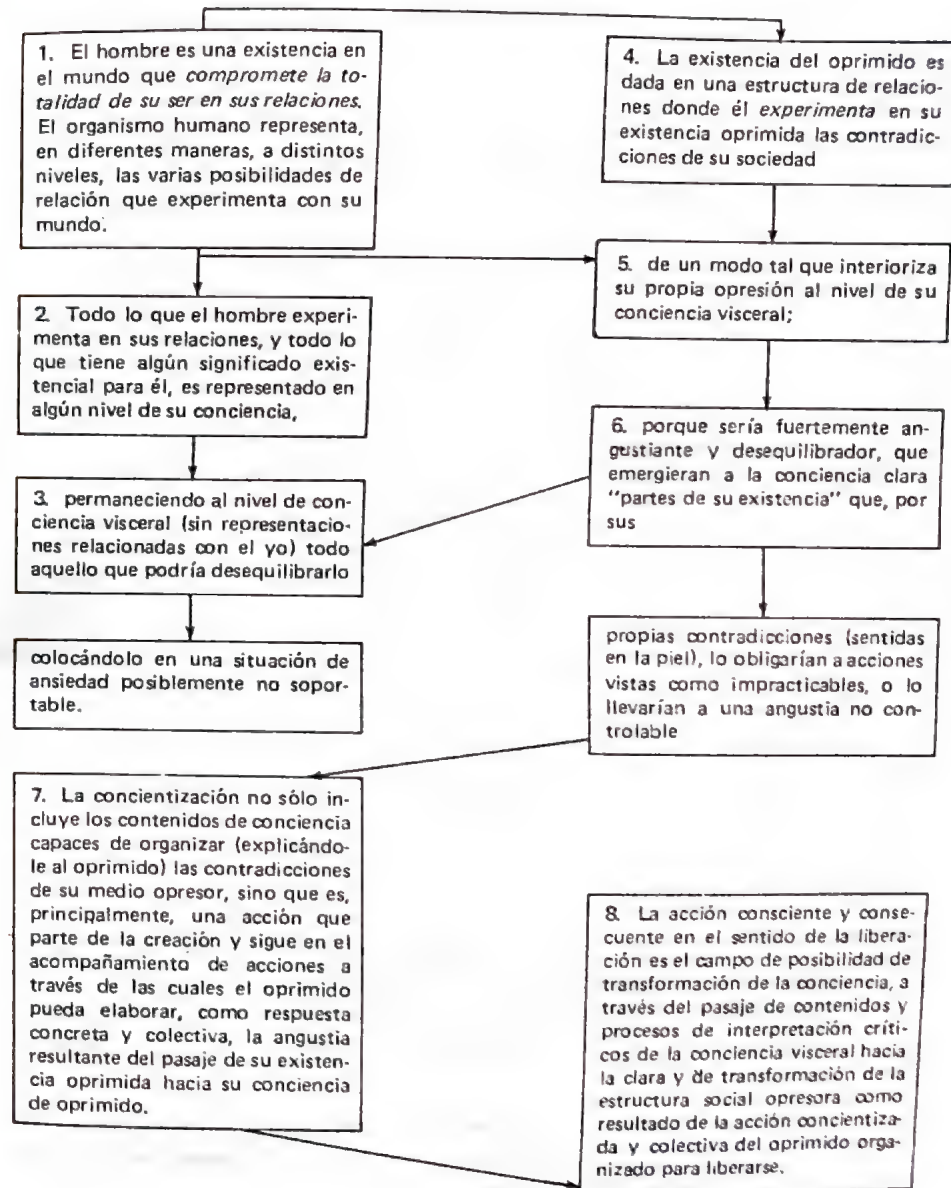 1. El hombre es una existencia en
el mundo que compromete la to-
talidad de su ser en sus relaciones.
El organismo humano representa,
en diferentes maneras, a distintos
niveles, las varias posibilidades de
relación que experimenta con su
mundo.
2. Todo lo que el hombre experi-
menta en sus relaciones, y todo lo
que tiene algún significado exis-
tencial para él, es representado en
algún nivel de su conciencia,
3. permaneciendo al nivel de con-
ciencia visceral (sin representacio-
nes relacionadas con el yo) todo
aquello que podría desequilibrarlo
colocándolo en una situación de
ansiedad posiblemente no sopor-
table.
4. La existencia del oprimido es
dada en una estructura de relacio-
nes donde él experimenta en su
existencia oprimida las contradic-
ciones de su sociedad
5. de un modo tal que interioriza
su propia opresión al nivel de su
conciencia visceral;
6. porque sería fuertemente an-
gustiante y desequilibrador, que
emergieran a la conciencia clara
"partes de su existencia" que, por
sus
propias contradicciones (sentidas
en la piel), lo obligarían a acciones
vistas como impracticables, o lo
llevarían a una angustia no con-
trolable
7. La concientización no sólo in-
cluye los contenidos de conciencia
capaces de organizar (explicándo-
le al oprimido) las contradicciones
de su medio opresor, sino que es,
principalmente, una acción que
parte de la creación y sigue en el
acompañamiento de acciones a
través de las cuales el oprimido
pueda elaborar, como respuesta
concreta y colectiva, la angustia
resultante del pasaje de su existen-
cia oprimida hacia su conciencia
de oprimido.
8. La acción consciente y conse-
cuente en el sentido de la libera-
ción es el campo de posibilidad de
transformación de la conciencia, a
través del pasaje de contenidos y
procesos de interpretación críti-
cos de la conciencia visceral hacia
la clara y de transformación de la
estructura social opresora como
resultado de la acción concientiza-
da y colectiva del oprimido orga-
nizado para liberarse.